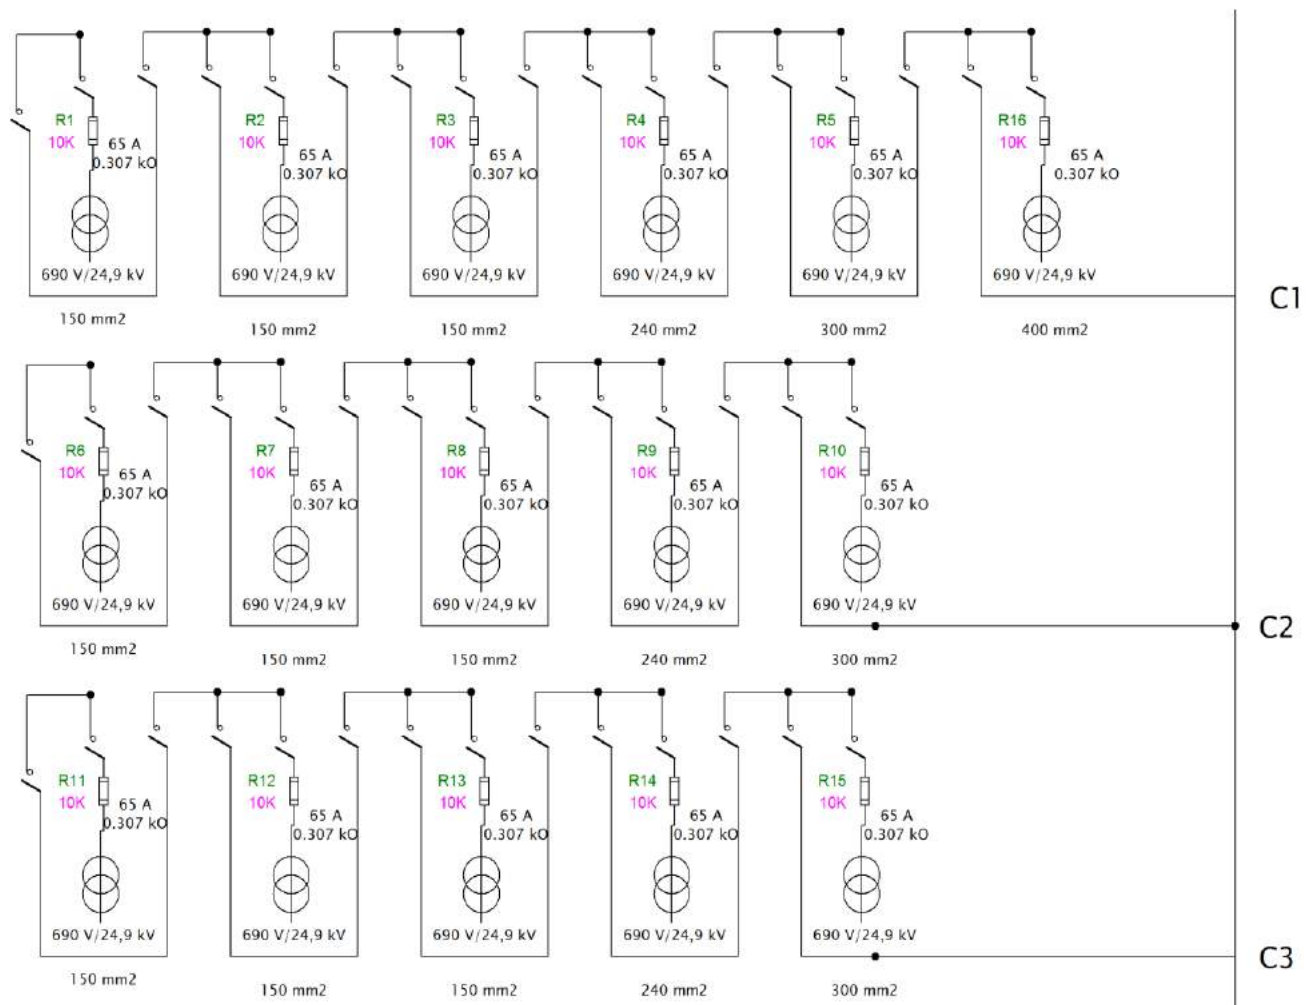 R1 R2 R3 R4 R5 R16
10K 10K 10K 10K 10K 10K
65 A 65 A 65 A 65 A 65 A 65 A
0.307 kO 0.307 kO 0.307 kO 0.307 kO 0.307 kO 0.307 kO
690 V/24,9 kV 690 V/24,9 kV 690 V/24,9 kV 690 V/24,9 kV 690 V/24,9 kV 690 V/24,9 kV
C1
150 mm2 150 mm2 150 mm2 240 mm2 300 mm2 400 mm2
R6 R7 R8 R9 R10
10K 10K 10K 10K 10K
65 A 65 A 65 A 65 A 65 A
0.307 kO 0.307 kO 0.307 kO 0.307 kO 0.307 kO
690 V/24,9 kV 690 V/24,9 kV 690 V/24,9 kV 690 V/24,9 kV 690 V/24,9 kV
C2
150 mm2 150 mm2 150 mm2 240 mm2 300 mm2
R11 R12 R13 R14 R15
10K 10K 10K 10K 10K
65 A 65 A 65 A 65 A 65 A
0.307 kO 0.307 kO 0.307 kO 0.307 kO 0.307 kO
690 V/24,9 kV 690 V/24,9 kV 690 V/24,9 kV 690 V/24,9 kV 690 V/24,9 kV
C3
150 mm2 150 mm2 150 mm2 240 mm2 300 mm2